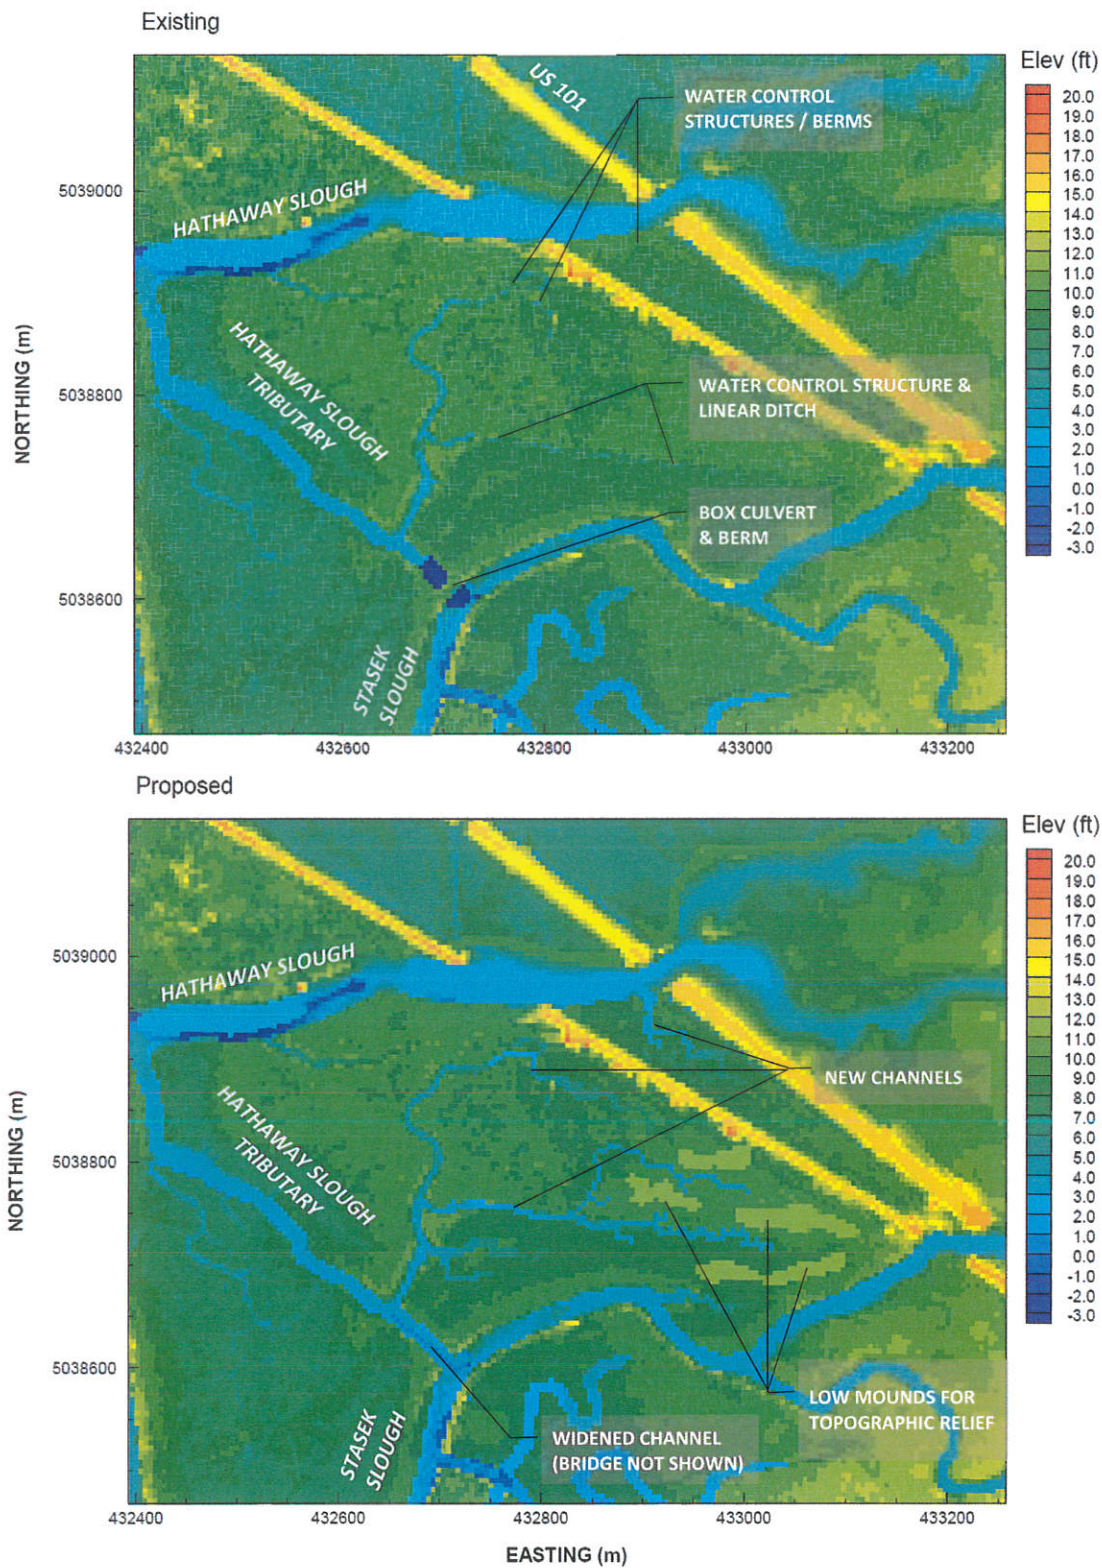 Existing
Elev (ft)
US 101
WATER CONTROL
STRUCTURES / BERMS
20.0
19.0
18.0
17.0
16.0
15.0
14.0
13.0
12.0
11.0
10.0
9.0
8.0
7.0
6.0
5.0
4.0
3.0
2.0
1.0
0.0
-1.0
-2.0
-3.0
5039000
5038800
5038600
NORTHING (m)
HATHAWAY SLOUGH
HATHAWAY SLOUGH
TRIBUTARY
WATER CONTROL STRUCTURE &
LINEAR DITCH
BOX CULVERT
& BERM
STASEK
SLOUGH
432400
432600
432800
433000
433200
Proposed
Elev (ft)
20.0
19.0
18.0
17.0
16.0
15.0
14.0
13.0
12.0
11.0
10.0
9.0
8.0
7.0
6.0
5.0
4.0
3.0
2.0
1.0
0.0
-1.0
-2.0
-3.0
5039000
5038800
5038600
NORTHING (m)
HATHAWAY SLOUGH
HATHAWAY SLOUGH
TRIBUTARY
NEW CHANNELS
LOW MOUNDS FOR
TOPOGRAPHIC RELIEF
WIDENED CHANNEL
(BRIDGE NOT SHOWN)
STASEK
SLOUGH
432400
432600
432800
433000
433200
EASTING (m)